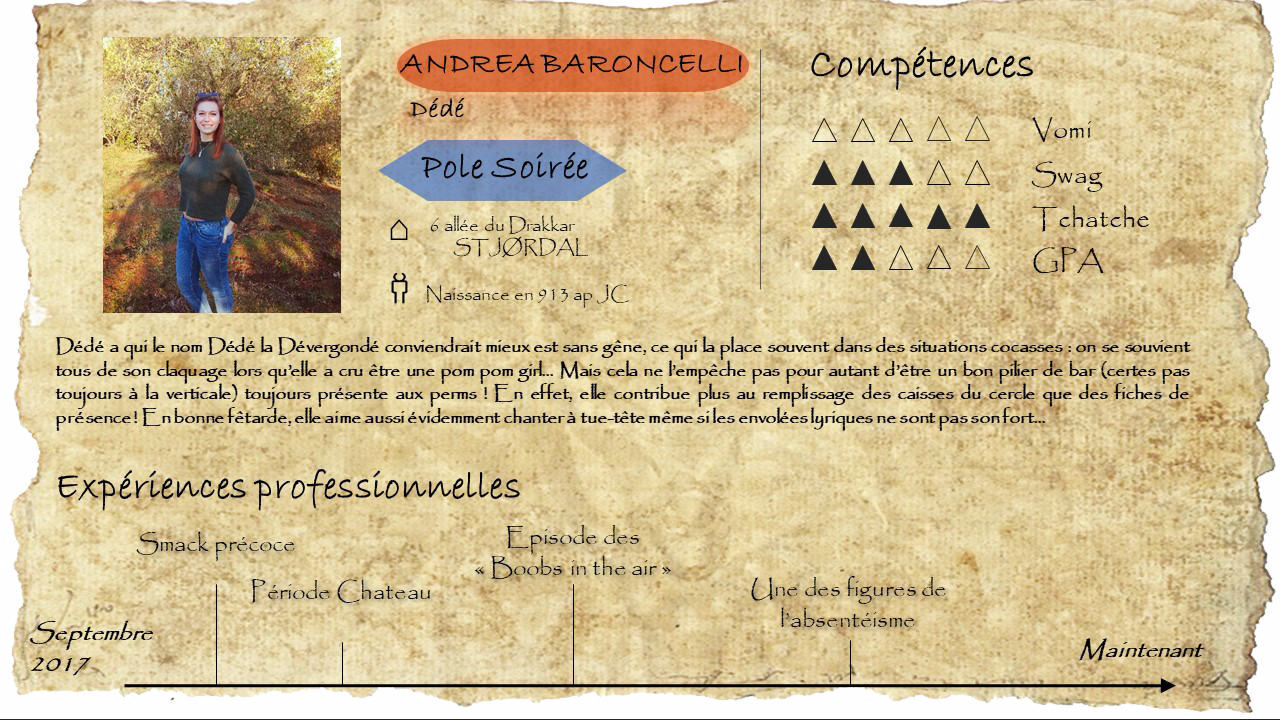 ANDREA BARONCELLI
Dédé
Pole Soirée
6 allée du Drakkar
STJØRDAL
Naissance en 913 ap JC
Compétences
Vomi
Swag
Tchatche
GPA
Dédé a qui le nom Dédé la Dévergondé conviendrait mieux est sans gêne, ce qui la place souvent dans des situations cocasses : on se souvient
tous de son claquage lors qu'elle a cru être une pom pom girl... Mais cela ne l'empêche pas pour autant d'être un bon pilier de bar (certes pas
toujours à la verticale) toujours présente aux perms ! En effet, elle contribue plus au remplissage des caisses du cercle que des fiches de
présence ! En bonne fêtarde, elle aime aussi évidemment chanter à tue-tête même si les envolées lyriques ne sont pas son fort...
Expériences professionnelles
Smack précoce
Période Chateau
Episode des
« Boobs in the air »
Une des figures de
l'absentéisme
Septembre
2017
Maintenant